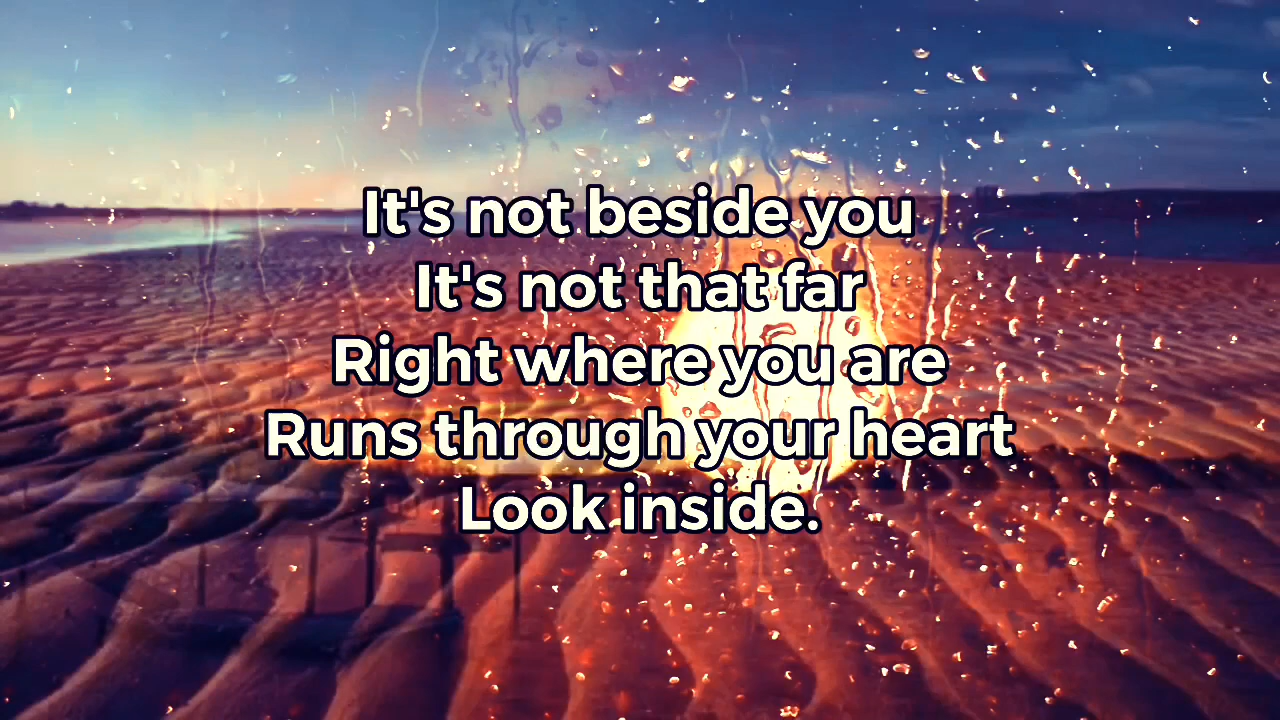 It's not beside you
It's not that far
Right where you are
Runs through your heart
Look inside.